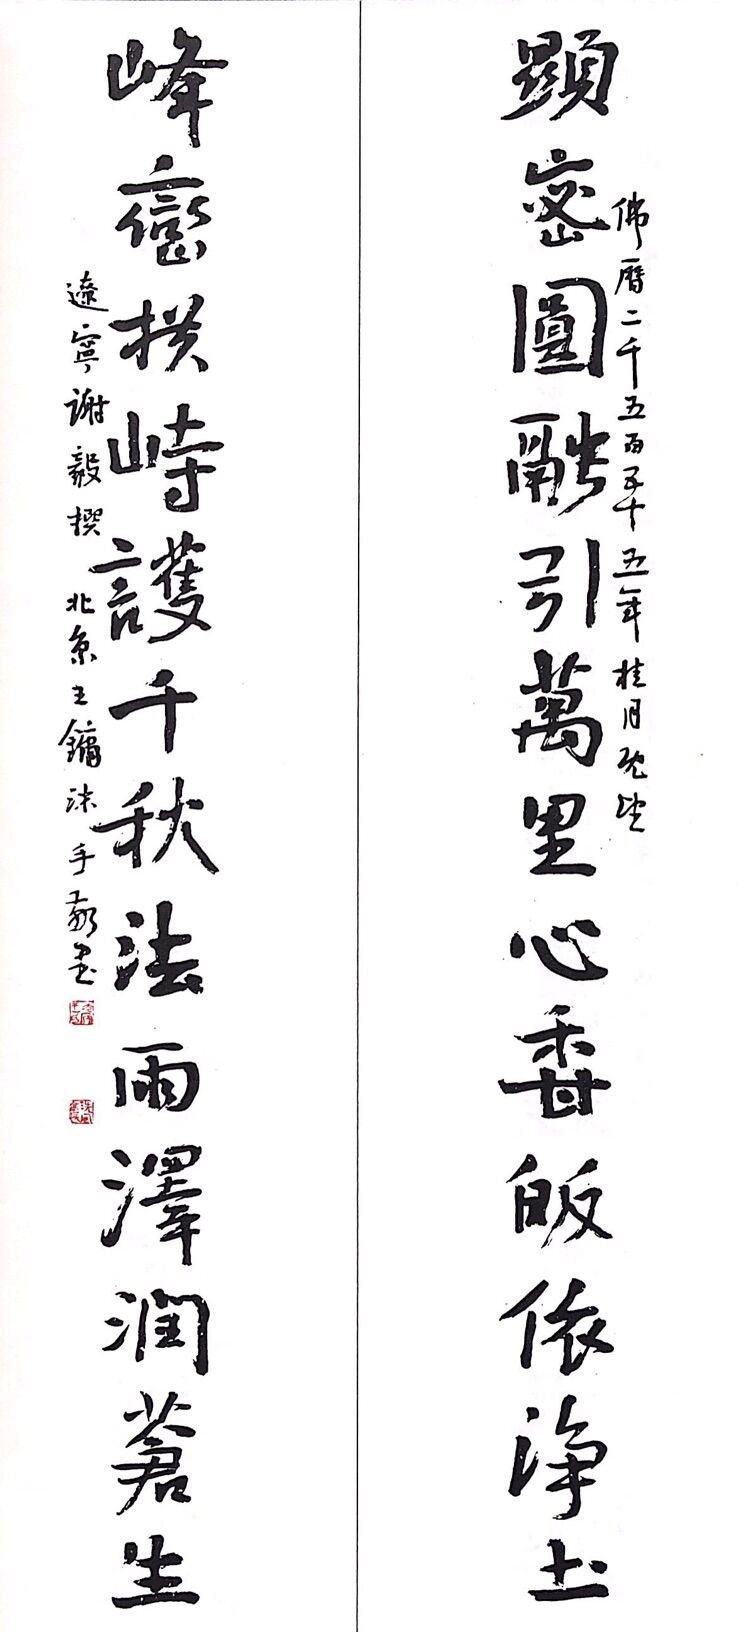 顯密圓融引萬里心香皈依淨土
佛曆二千五百五十五年桂月既望
峰巒拱峙護千秋法雨澤潤蒼生
遼寧謝毅撰 北京王鏞沐手敬書